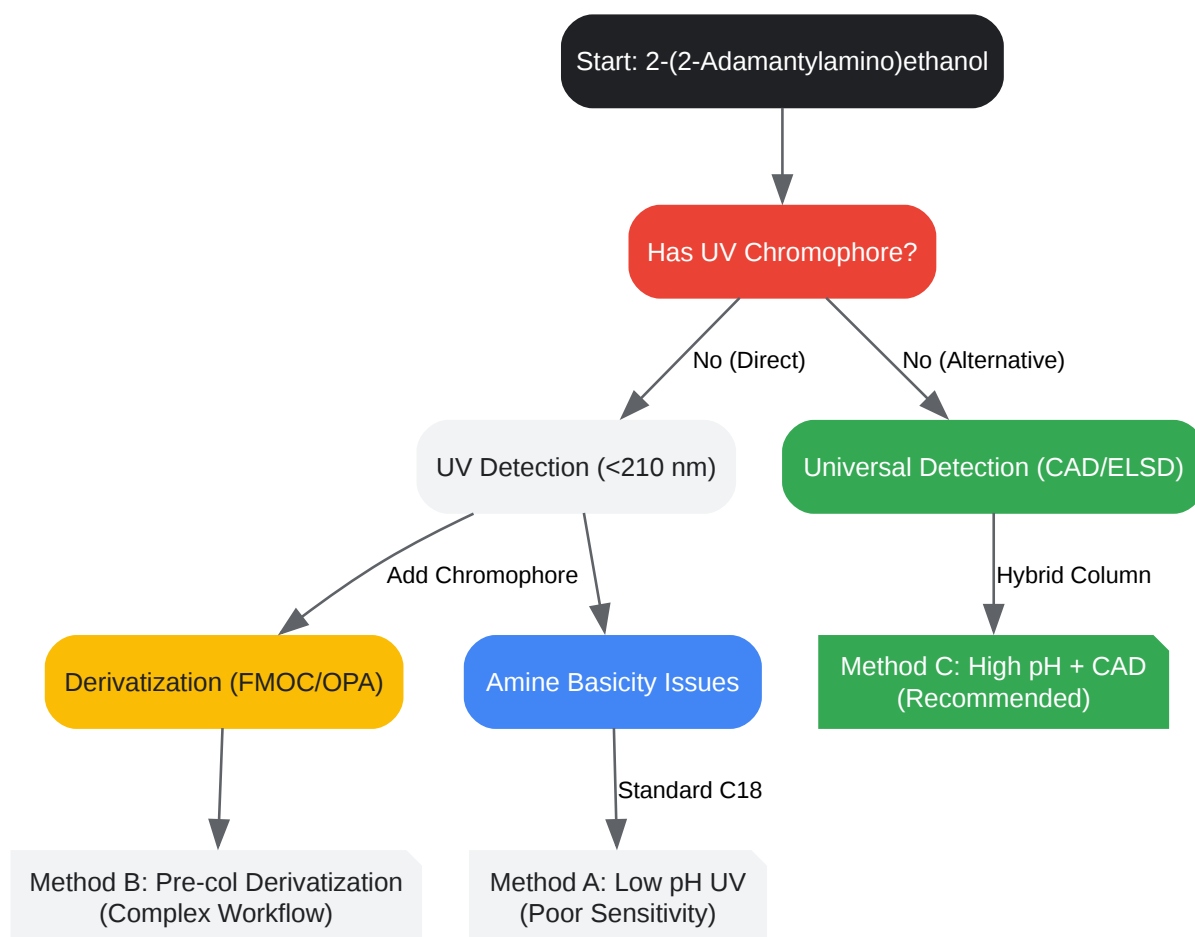 Start: 2-(2-Adamantylamino)ethanol
Has UV Chromophore?
No (Direct)
No (Alternative)
UV Detection (<210 nm)
Universal Detection (CAD/ELSD)
Add Chromophore
Hybrid Column
Derivatization (FMOC/OPA)
Amine Basicity Issues
Method C: High pH + CAD
(Recommended)
Standard C18
Method B: Pre-col Derivatization
(Complex Workflow)
Method A: Low pH UV
(Poor Sensitivity)